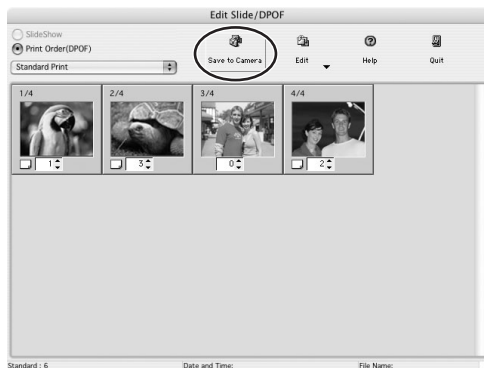 Edit Slide/DPOF
SlideShow
Print Order(DPOF)
Standard Print
Save to Camera
Edit
Help
Quit
1/4
2/4
3/4
4/4
1
3
0
2
Standard : 6
Date and Time:
File Name: